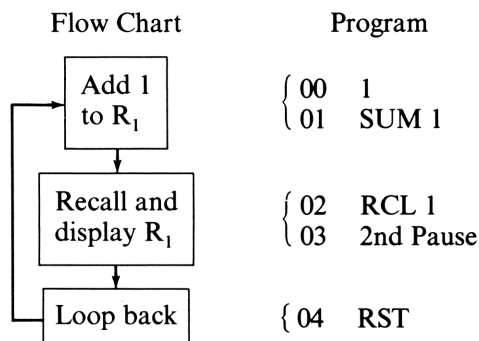 Flow Chart Program
Add 1
to R₁
{ 00 1
01 SUM 1
Recall and
display R₁
{ 02 RCL 1
03 2nd Pause
Loop back
{ 04 RST